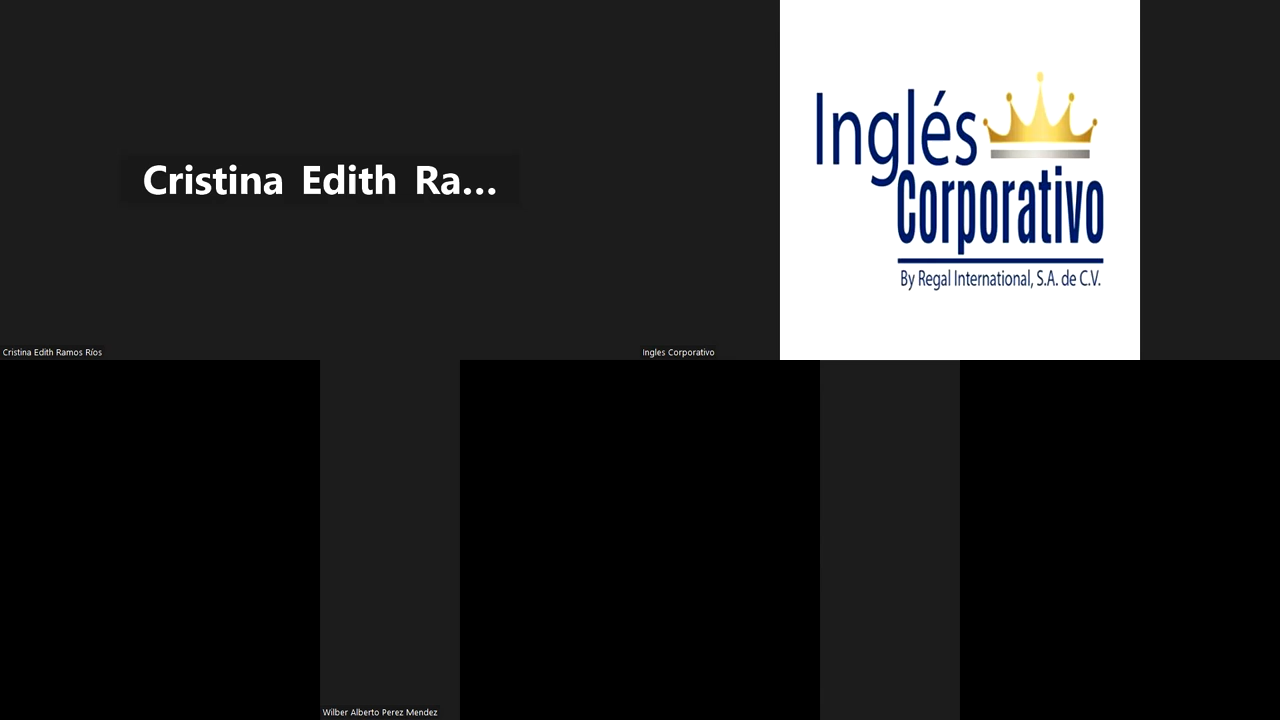 Cristina Edith Ra...
Cristina Edith Ramos Ríos
Inglés
Corporativo
By Regal International, S.A. de C.V.
Ingles Corporativo
Wilber Alberto Perez Mendez